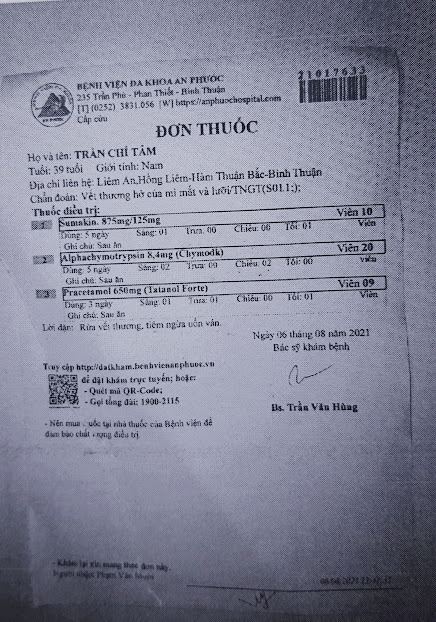 BỆNH VIỆN ĐA KHOA AN PHƯỚC
235 Trần Phú - Phan Thiết - Bình Thuận
[T] (0252) 3831.056 [W] https://anphuochospital.com
Cấp cứu
21017633
ĐƠN THUỐC
Họ và tên: TRẦN CHÍ TÂM
Tuổi: 39 tuổi Giới tính: Nam
Địa chỉ liên hệ: Liêm An,Hồng Liêm-Hàm Thuận Bắc-Bình Thuận
Chẩn đoán: Vết thương hở của mi mắt và lưỡi/TNGT(S01.1;);
Thuốc điều trị:
1 Sumakin. 875mg/125mg Viên 10
Dùng: 5 ngày Sáng: 01 Trưa: 00 Chiều: 00 Tối: 01 Viên
Ghi chú: Sau ăn
2 Alphachymotrypsin 8,4mg (Chymodk) Viên 20
Dùng: 5 ngày Sáng: 02 Trưa: 00 Chiều: 02 Tối: 00 Viên
Ghi chú: Sau ăn
3 Pracetamol 650mg (Tatanol Forte) Viên 09
Dùng: 3 ngày Sáng: 01 Trưa: 01 Chiều: 00 Tối: 01 Viên
Ghi chú: Sau ăn
Lời dặn: Rửa vết thương, tiêm ngừa uốn ván.
Ngày 06 tháng 08 năm 2021
Bác sỹ khám bệnh
Truy cập http://datkham.benhvienanphuoc.vn
để đặt khám trực tuyến; hoặc:
- Quét mã QR-Code;
- Gọi tổng đài: 1900-2115
Bs. Trần Văn Hùng
- Nên mua thuốc tại nhà thuốc của Bệnh viện để
đảm bảo chất lượng điều trị.
- Khám lại xin mang theo đơn này.
Người nhận: Phạm Văn